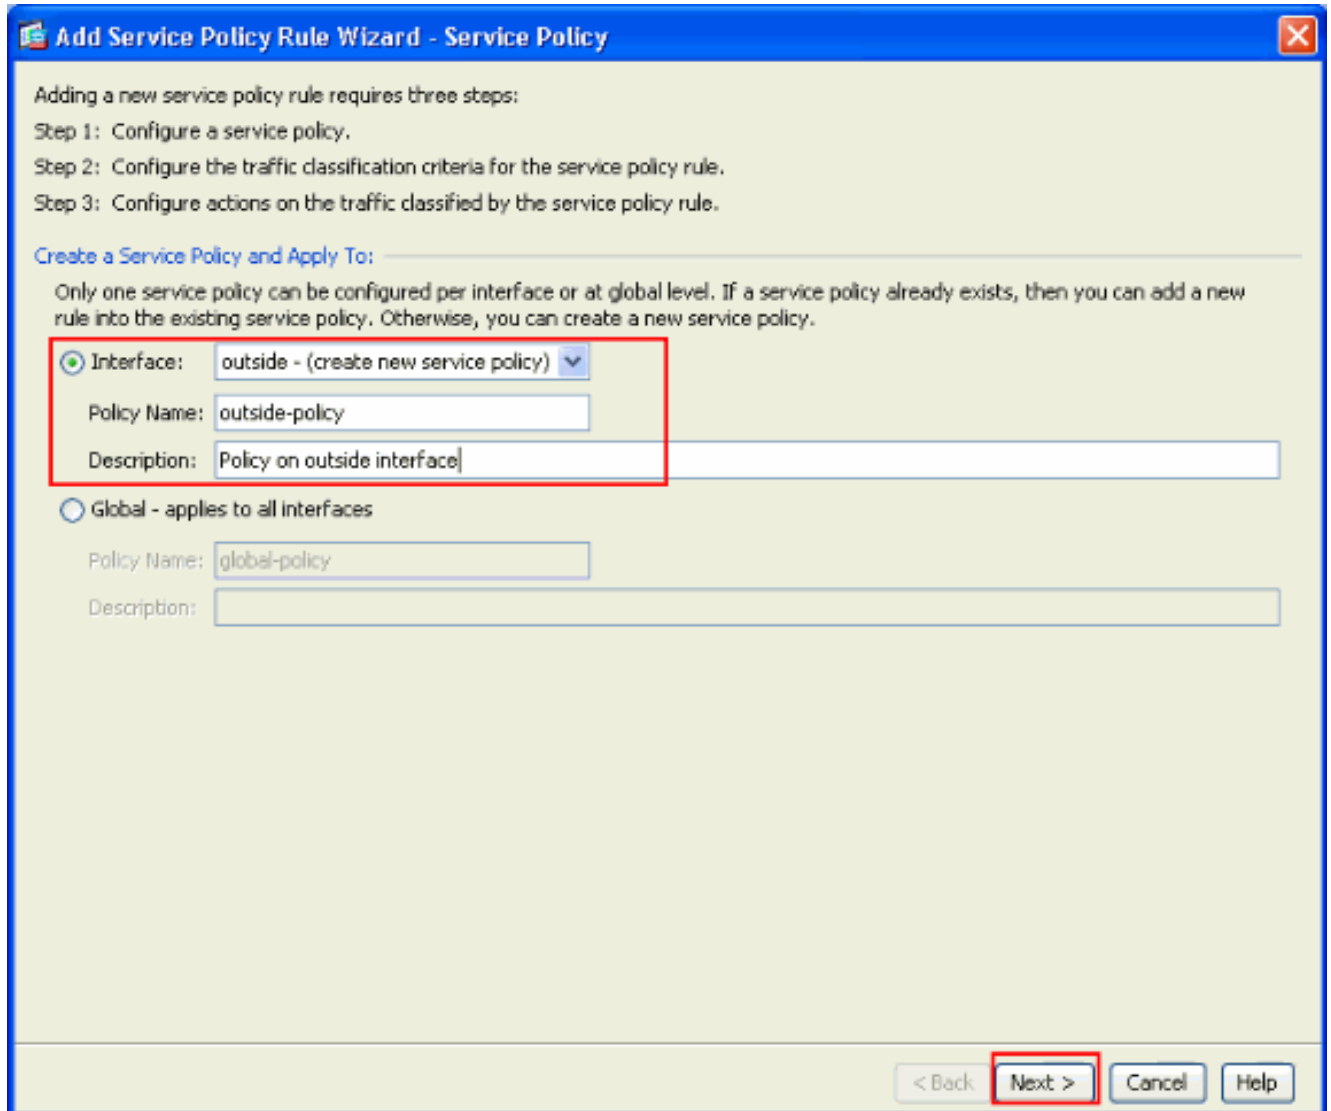 Add Service Policy Rule Wizard - Service Policy
Adding a new service policy rule requires three steps:
Step 1: Configure a service policy.
Step 2: Configure the traffic classification criteria for the service policy rule.
Step 3: Configure actions on the traffic classified by the service policy rule.
Create a Service Policy and Apply To:
Only one service policy can be configured per interface or at global level. If a service policy already exists, then you can add a new
rule into the existing service policy. Otherwise, you can create a new service policy.
Interface: outside - (create new service policy)
Policy Name: outside-policy
Description: Policy on outside interface
Global - applies to all interfaces
Policy Name: global-policy
Description:
< Back Next > Cancel Help